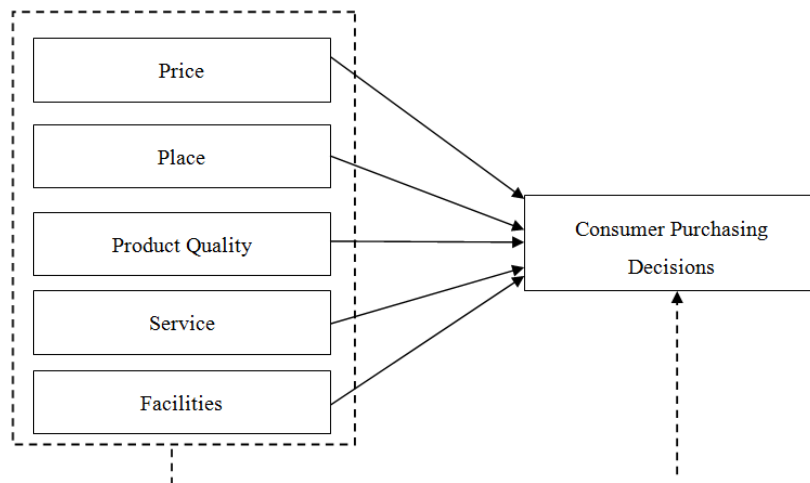 Price
Place
Product Quality
Service
Facilities
Consumer Purchasing
Decisions